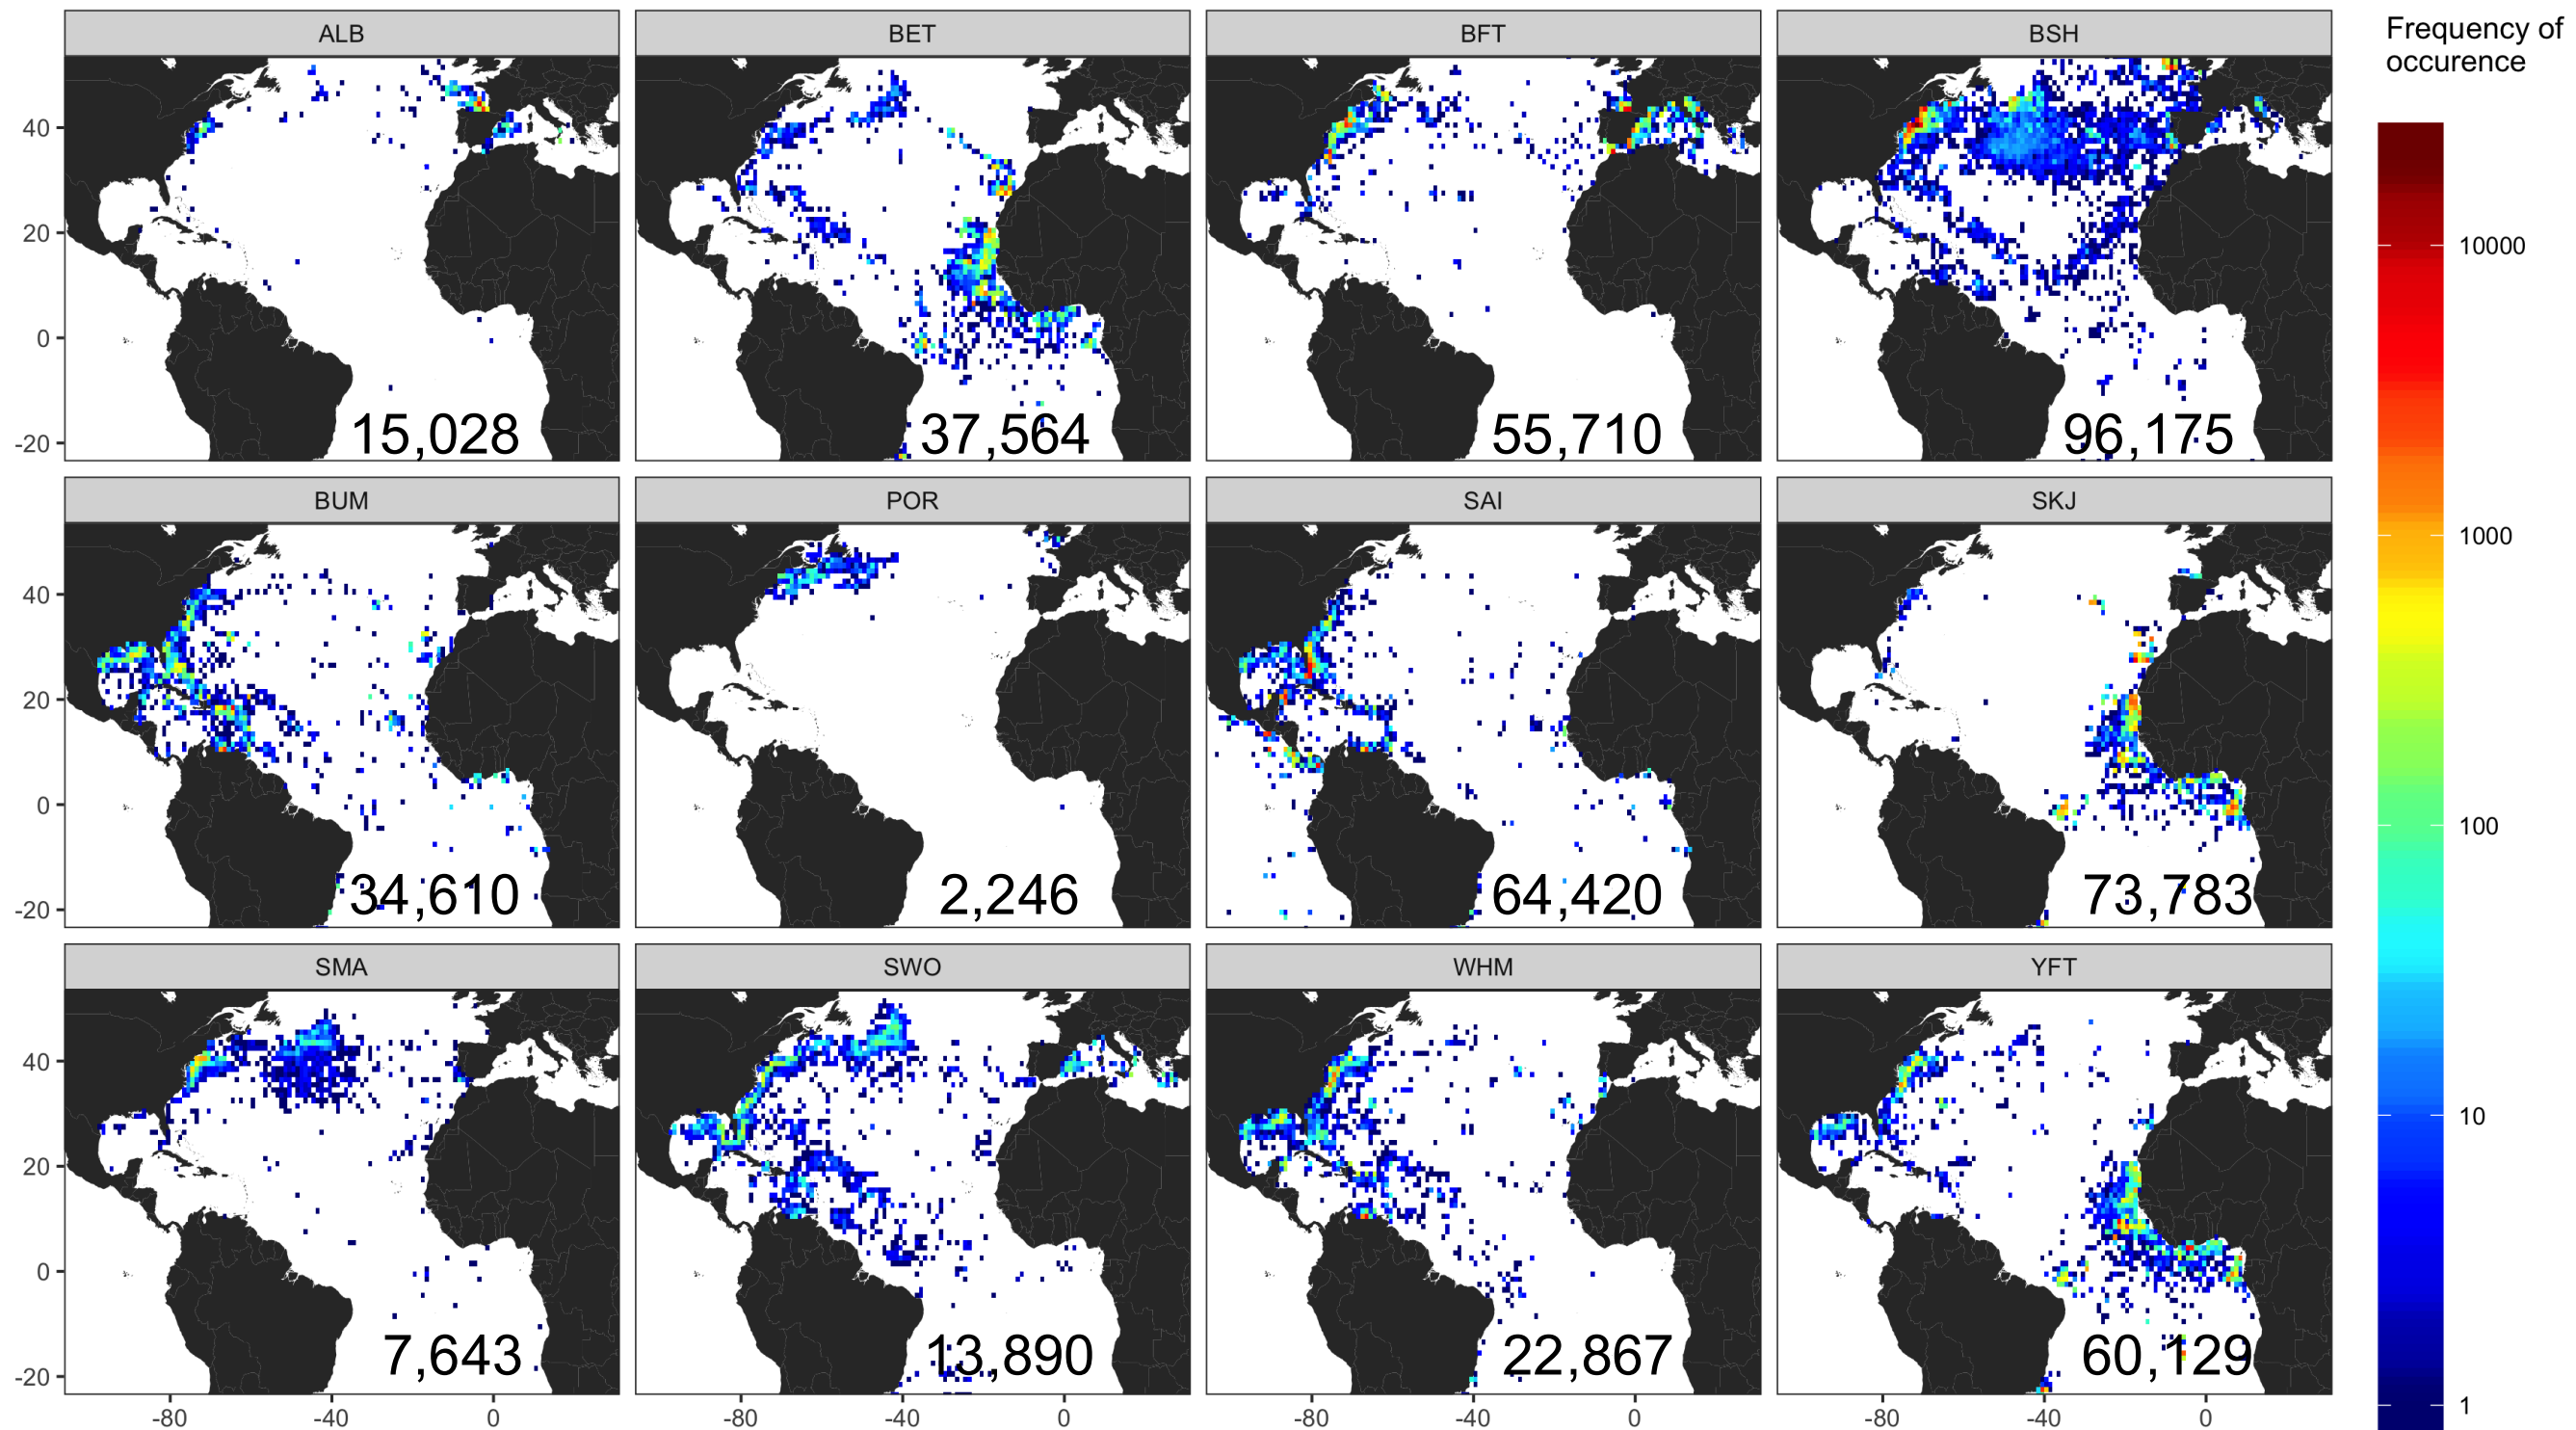 ALB BET BFT BSH
Frequency of
occurence
40
20
0
-20
15,028 37,564 55,710 96,175
10000
BUM POR SAI SKJ
1000
40
20
0
-20
34,610 2,246 64,420 73,783
100
SMA SWO WHM YFT
40
20
0
-20
7,643 13,890 22,867 60,129
10
1
-80 -40 0 -80 -40 0 -80 -40 0 -80 -40 0